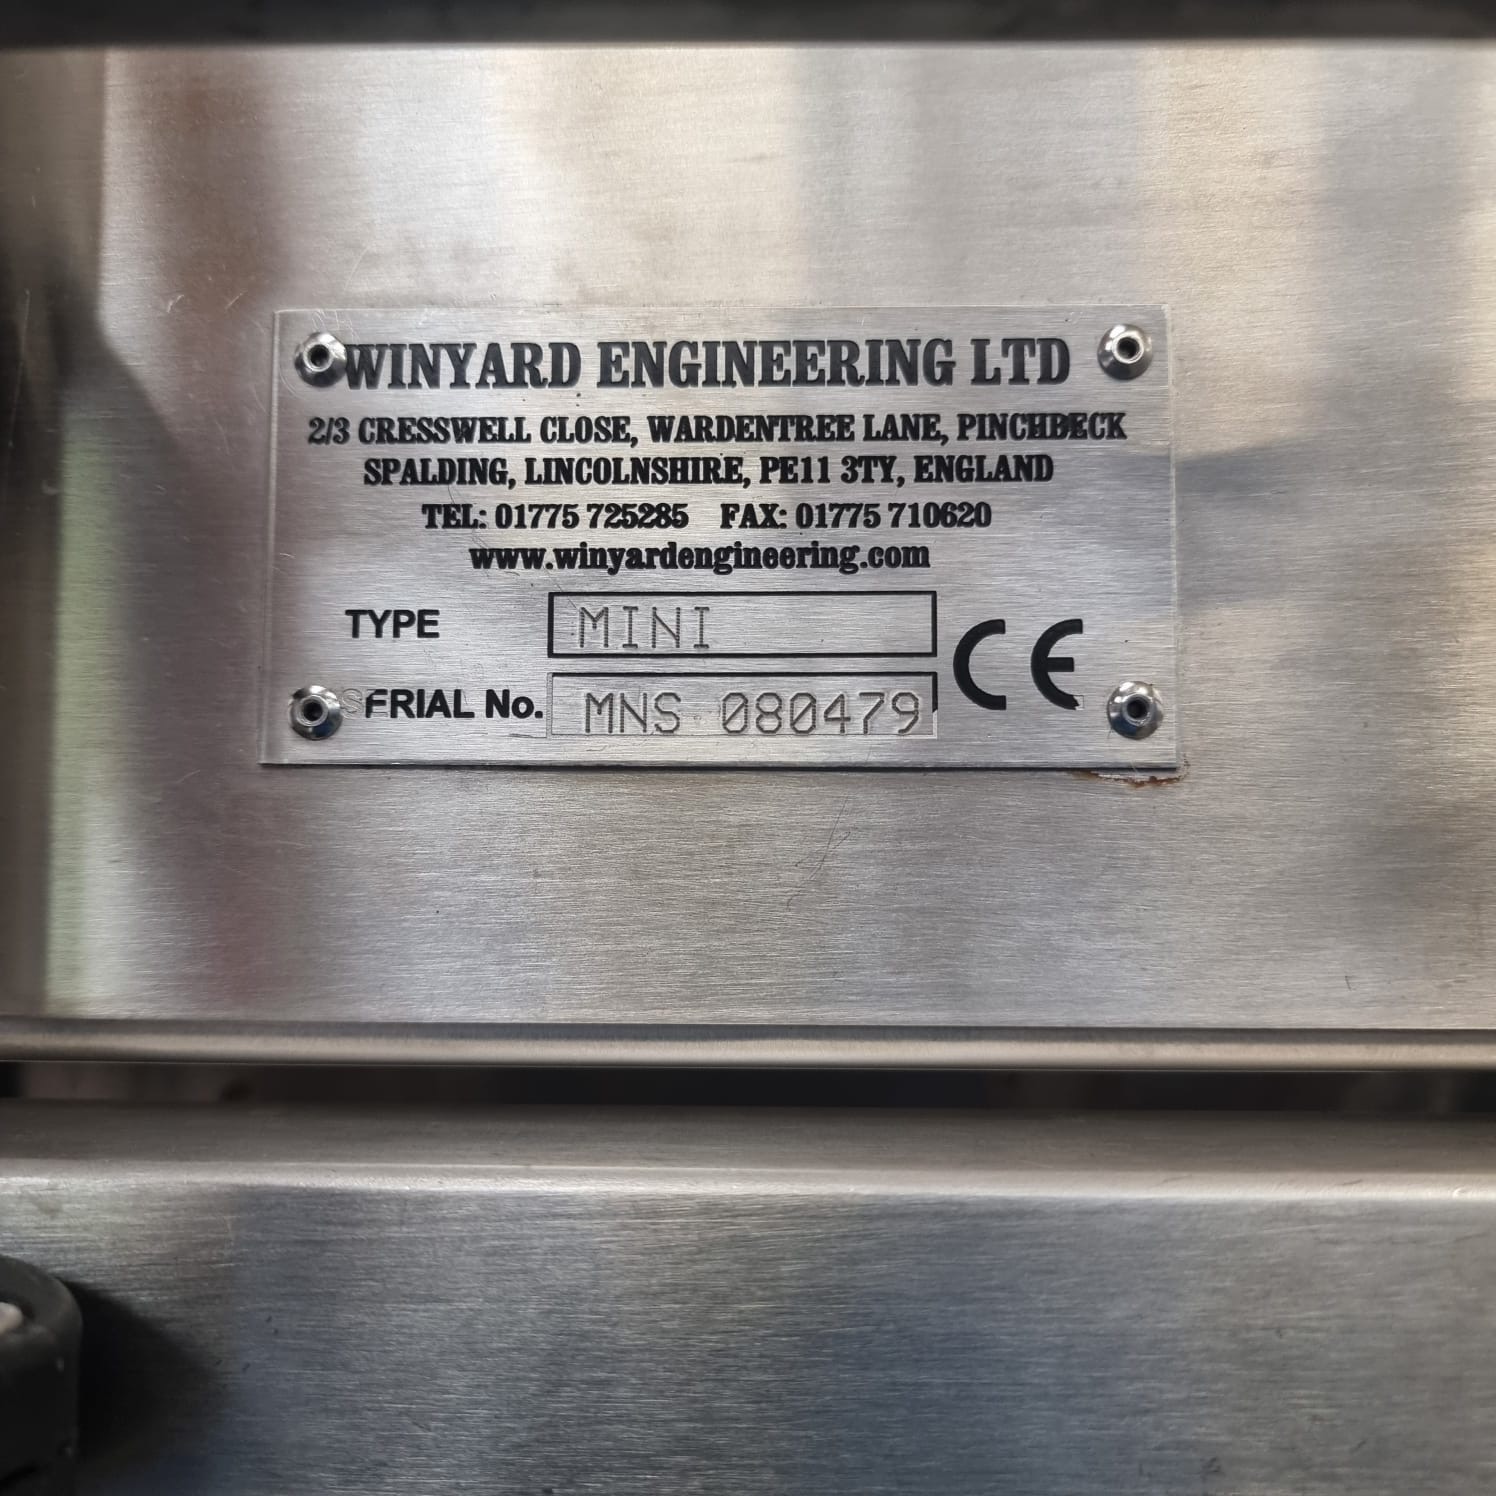 WINYARD ENGINEERING LTD
2/3 CRESSWELL CLOSE, WARDENTREE LANE, PINCHBECK
SPALDING, LINCOLNSHIRE, PE11 3TY, ENGLAND
TEL: 01775 725285 FAX: 01775 710620
www.winyardengineering.com
TYPE MINI
SERIAL No. MNS 080479
CE